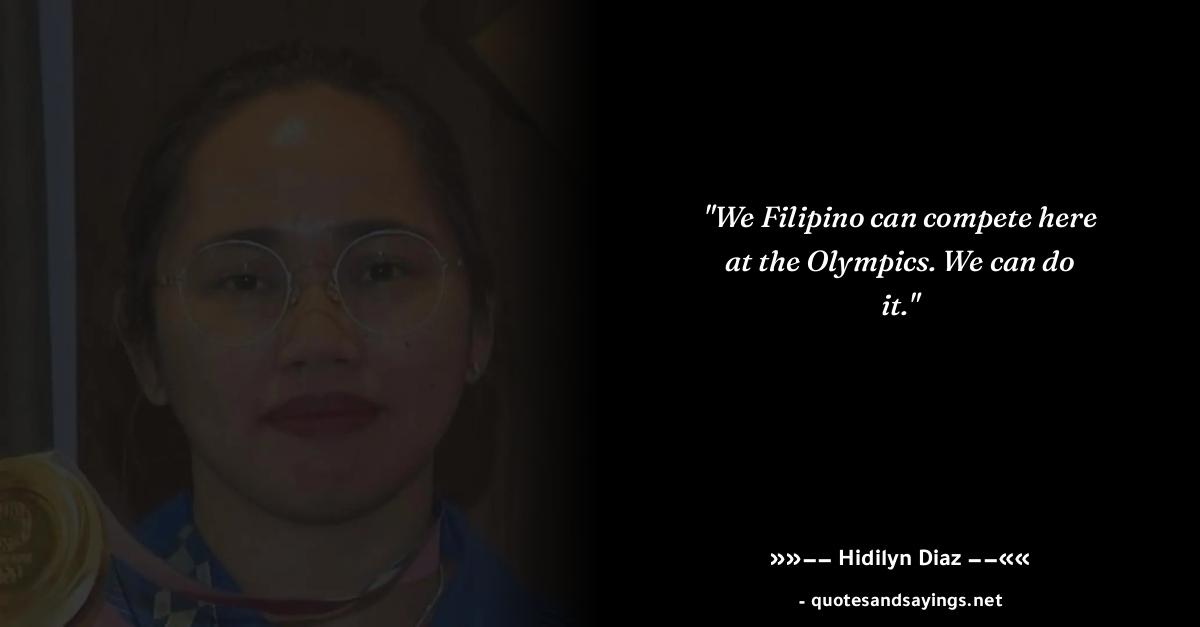 "We Filipino can compete here
at the Olympics. We can do
it."
»»–– Hidilyn Diaz ––««
- quotesandsayings.net